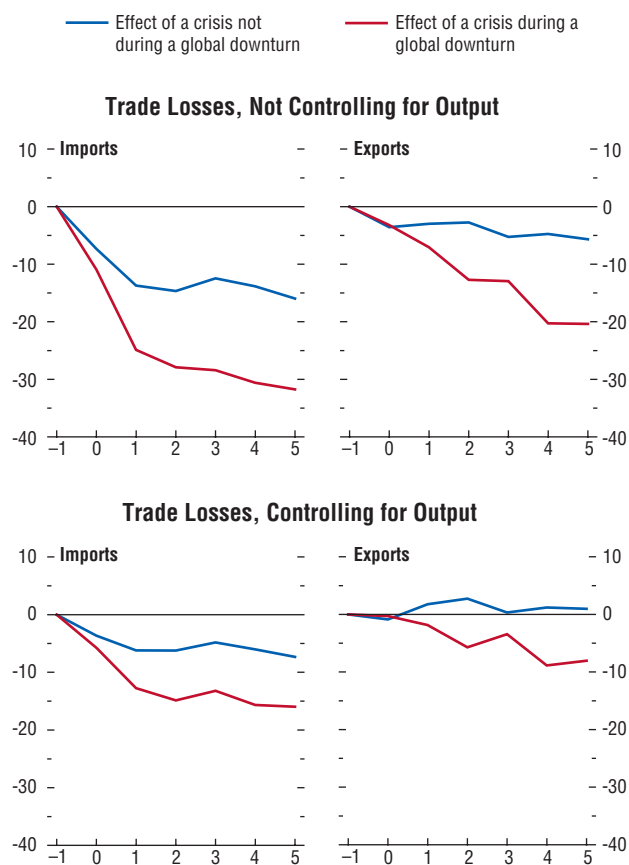 Effect of a crisis not
during a global downturn
Effect of a crisis during a
global downturn
Trade Losses, Not Controlling for Output
Imports
Exports
10
0
-10
-20
-30
-40
10
0
-10
-20
-30
-40
–1 0 1 2 3 4 5
–1 0 1 2 3 4 5
Trade Losses, Controlling for Output
Imports
Exports
10
0
-10
-20
-30
-40
10
0
-10
-20
-30
-40
–1 0 1 2 3 4 5
–1 0 1 2 3 4 5